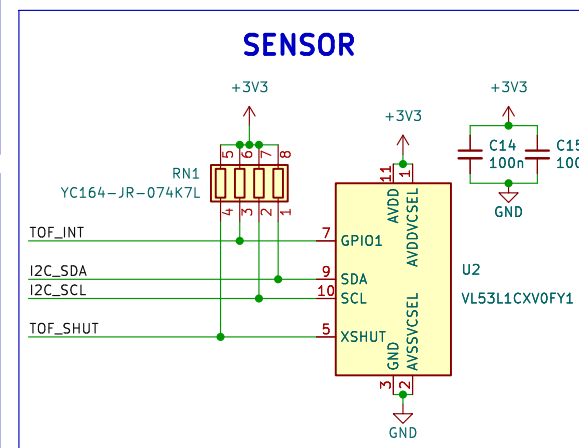 SENSOR
+3V3
+3V3
+3V3
RN1
YC164-JR-074K7L
5 6 7 8
4 3 2 1
C14
100n
C15
100
GND
TOF_INT
I2C_SDA
I2C_SCL
TOF_SHUT
7 GPIO1
9 SDA
10 SCL
5 XSHUT
11 AVDD
1 AVDDVCSEL
3 GND
2 AVSSVCSEL
U2
VL53L1CXV0FY1
GND